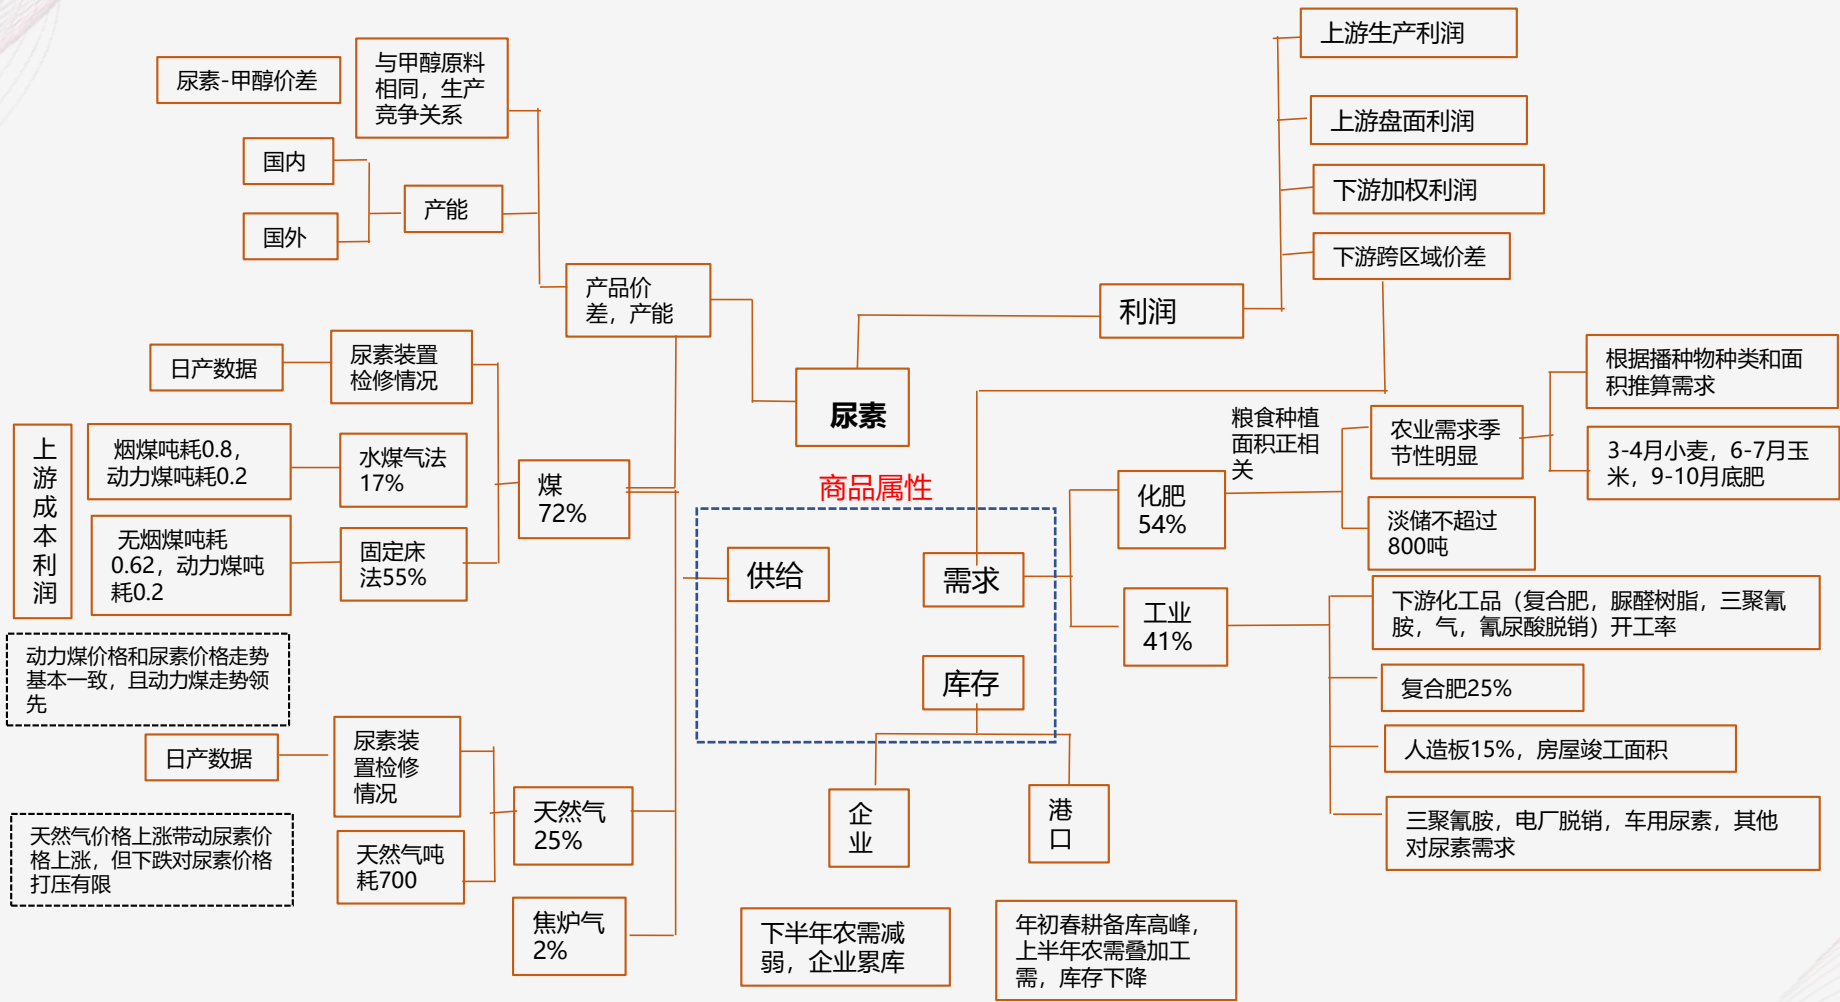 尿素-甲醇价差
与甲醇原料
相同，生产
竞争关系
国内
国外
产能
产品价
差，产能
日产数据
尿素装置
检修情况
上
游
成
本
利
润
烟煤吨耗0.8，
动力煤吨耗0.2
水煤气法
17%
煤
72%
无烟煤吨耗
0.62，动力煤吨
耗0.2
固定床
法55%
动力煤价格和尿素价格走势
基本一致，且动力煤走势领
先
日产数据
尿素装
置检修
情况
天然气价格上涨带动尿素价
格上涨，但下跌对尿素价格
打压有限
天然气吨
耗700
天然气
25%
焦炉气
2%
尿素
商品属性
供给
需求
库存
企
业
港
口
下半年农需减
弱，企业累库
年初春耕备库高峰，
上半年农需叠加工
需，库存下降
利润
上游生产利润
上游盘面利润
下游加权利润
下游跨区域价差
化肥
54%
粮食种植
面积正相
关
农业需求季
节性明显
根据播种物种类和面
积推算需求
3-4月小麦，6-7月玉
米，9-10月底肥
淡储不超过
800吨
工业
41%
下游化工品（复合肥，脲醛树脂，三聚氰
胺，气，氰尿酸脱销）开工率
复合肥25%
人造板15%，房屋竣工面积
三聚氰胺，电厂脱销，车用尿素，其他
对尿素需求